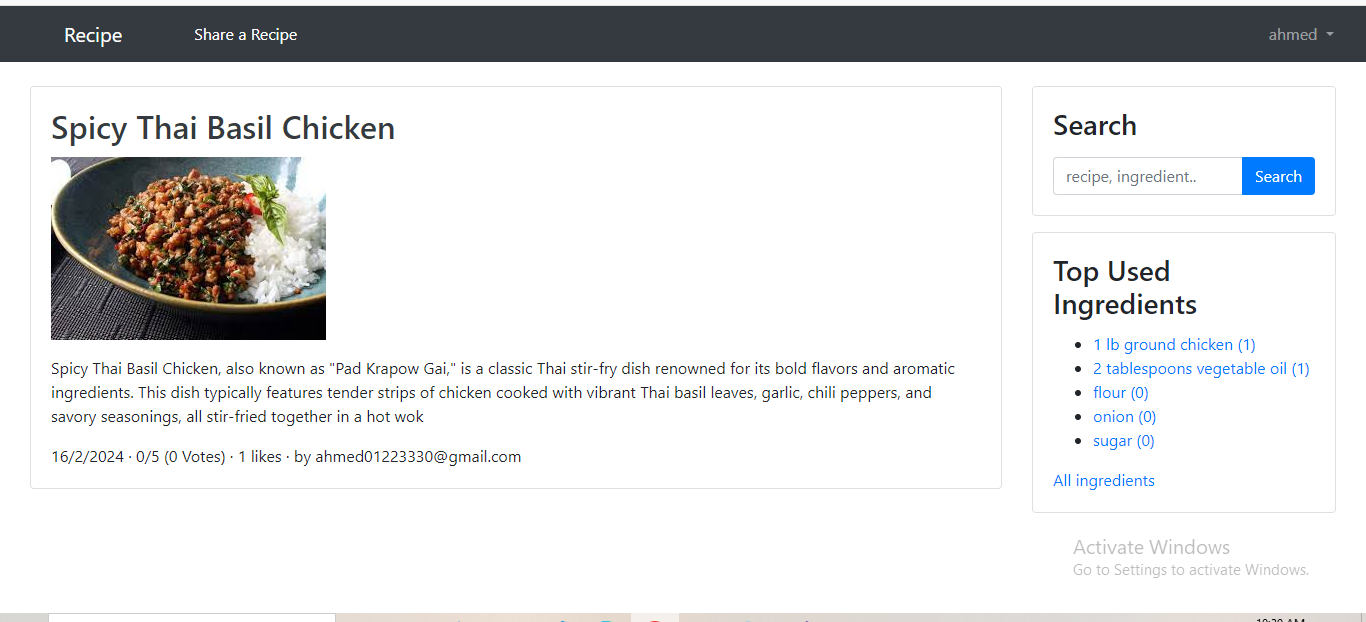 Recipe
Share a Recipe
ahmed
Spicy Thai Basil Chicken
Spicy Thai Basil Chicken, also known as "Pad Krapow Gai," is a classic Thai stir-fry dish renowned for its bold flavors and aromatic
ingredients. This dish typically features tender strips of chicken cooked with vibrant Thai basil leaves, garlic, chili peppers, and
savory seasonings, all stir-fried together in a hot wok
16/2/2024 · 0/5 (0 Votes) · 1 likes · by ahmed01223330@gmail.com
Search
recipe, ingredient..
Search
Top Used
Ingredients
1 lb ground chicken (1)
2 tablespoons vegetable oil (1)
flour (0)
onion (0)
sugar (0)
All ingredients
Activate Windows
Go to Settings to activate Windows.